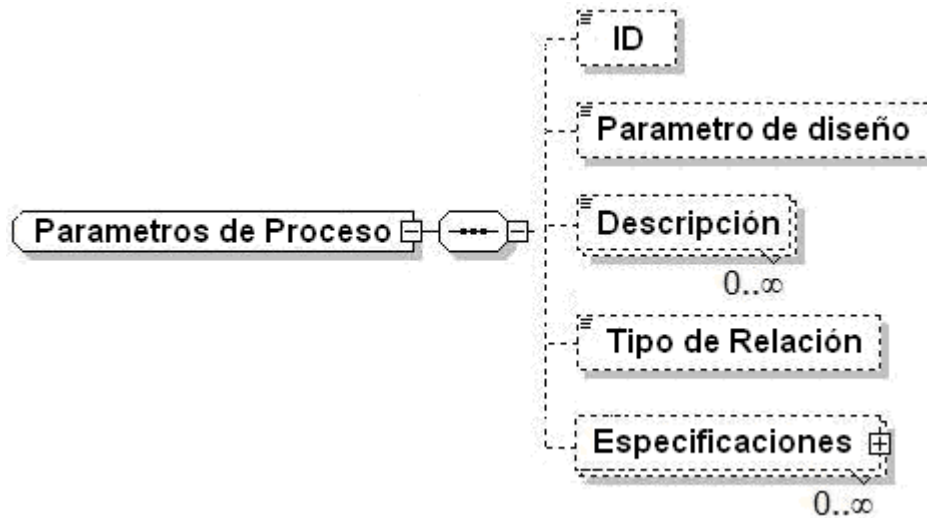 ID
Parametro de diseño
Parametros de Proceso
Descripción
0..∞
Tipo de Relación
Especificaciones
0..∞